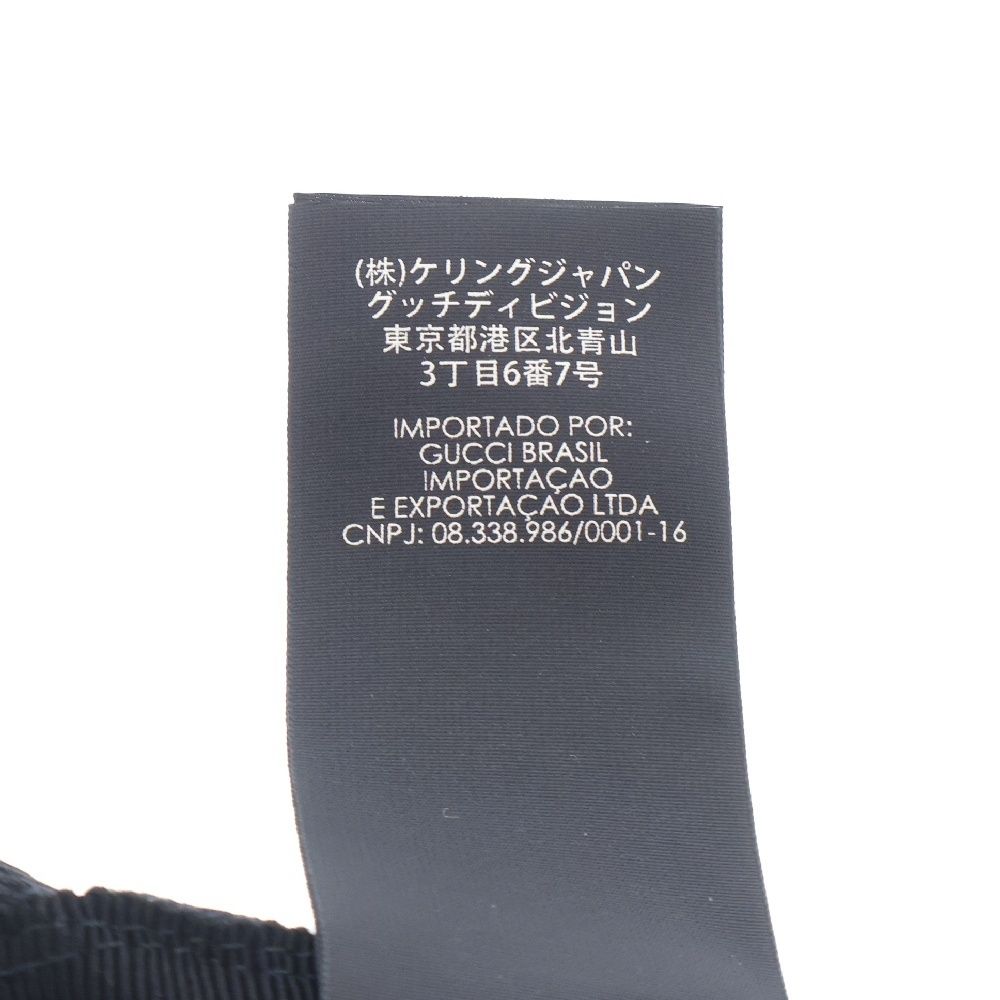 (株)ケリングジャパン
グッチディビジョン
東京都港区北青山
3丁目6番7号
IMPORTADO POR:
GUCCI BRASIL
IMPORTAÇAO
E EXPORTAÇAO LTDA
CNPJ: 08.338.986/0001-16